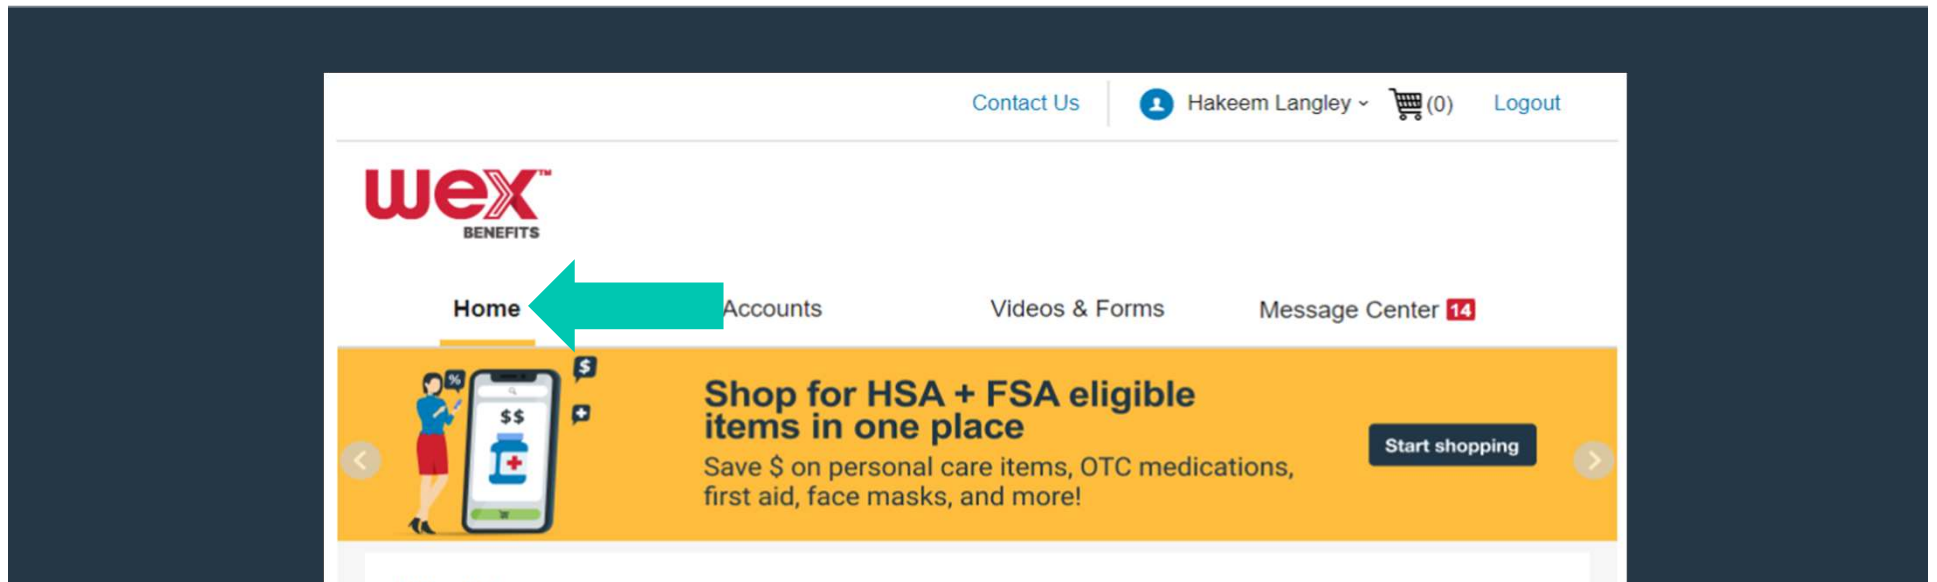 Contact Us
Hakeem Langley
(0)
Logout
wex™
BENEFITS
Home
Accounts
Videos & Forms
Message Center 14
%
$
$$
Shop for HSA + FSA eligible
items in one place
Save $ on personal care items, OTC medications,
first aid, face masks, and more!
Start shopping